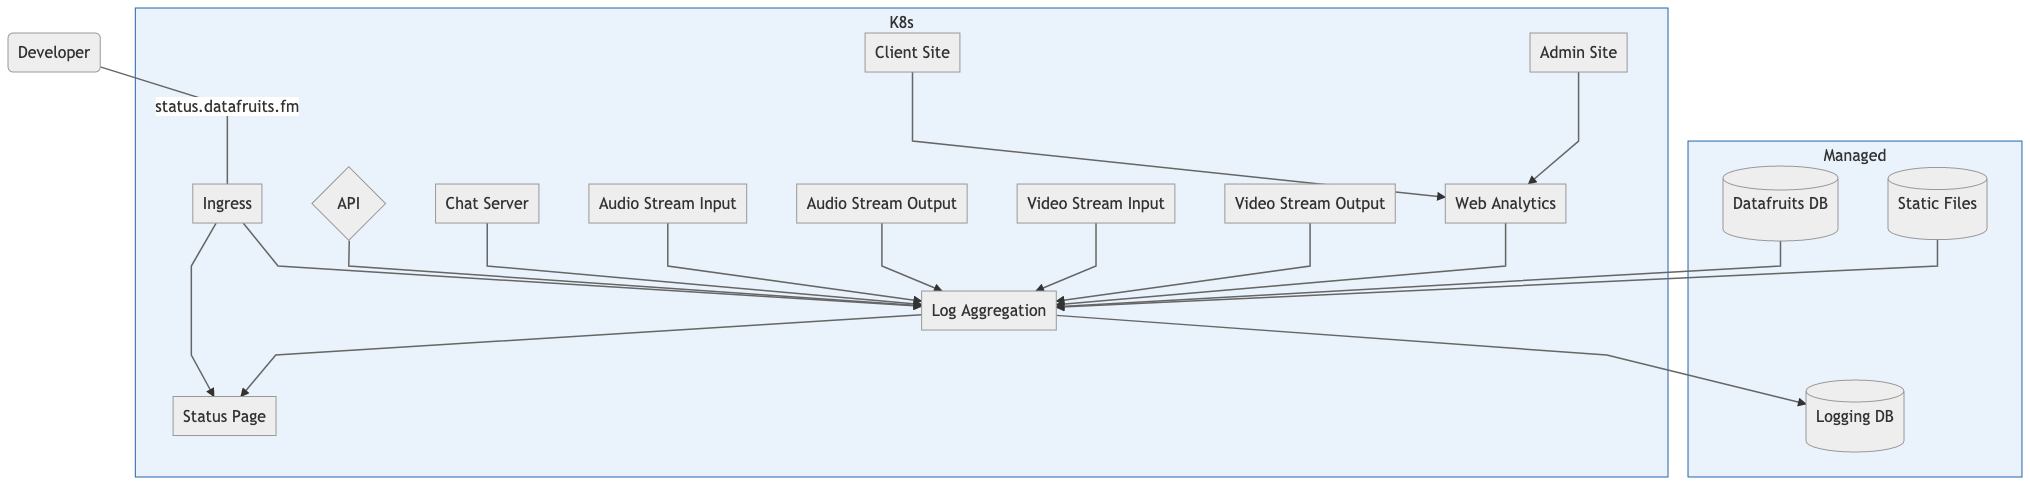 K8s
Developer
Client Site
Admin Site
status.datafruits.fm
Managed
Ingress
API
Chat Server
Audio Stream Input
Audio Stream Output
Video Stream Input
Video Stream Output
Web Analytics
Datafruits DB
Static Files
Log Aggregation
Status Page
Logging DB